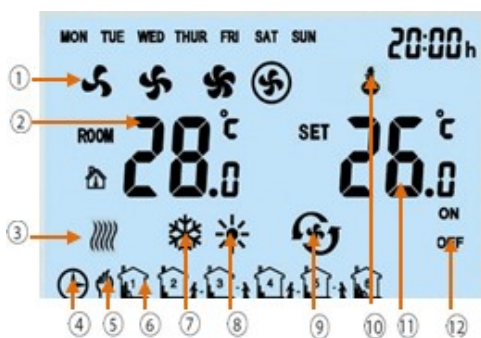 MON TUE WED THUR FRI SAT SUN 20:00h
①
② ROOM 28.0 ℃ SET 26.0 ℃
ON
③ OFF
1 2 3 4 5 6
④ ⑤ ⑥ ⑦ ⑧ ⑨ ⑩ ⑪ ⑫